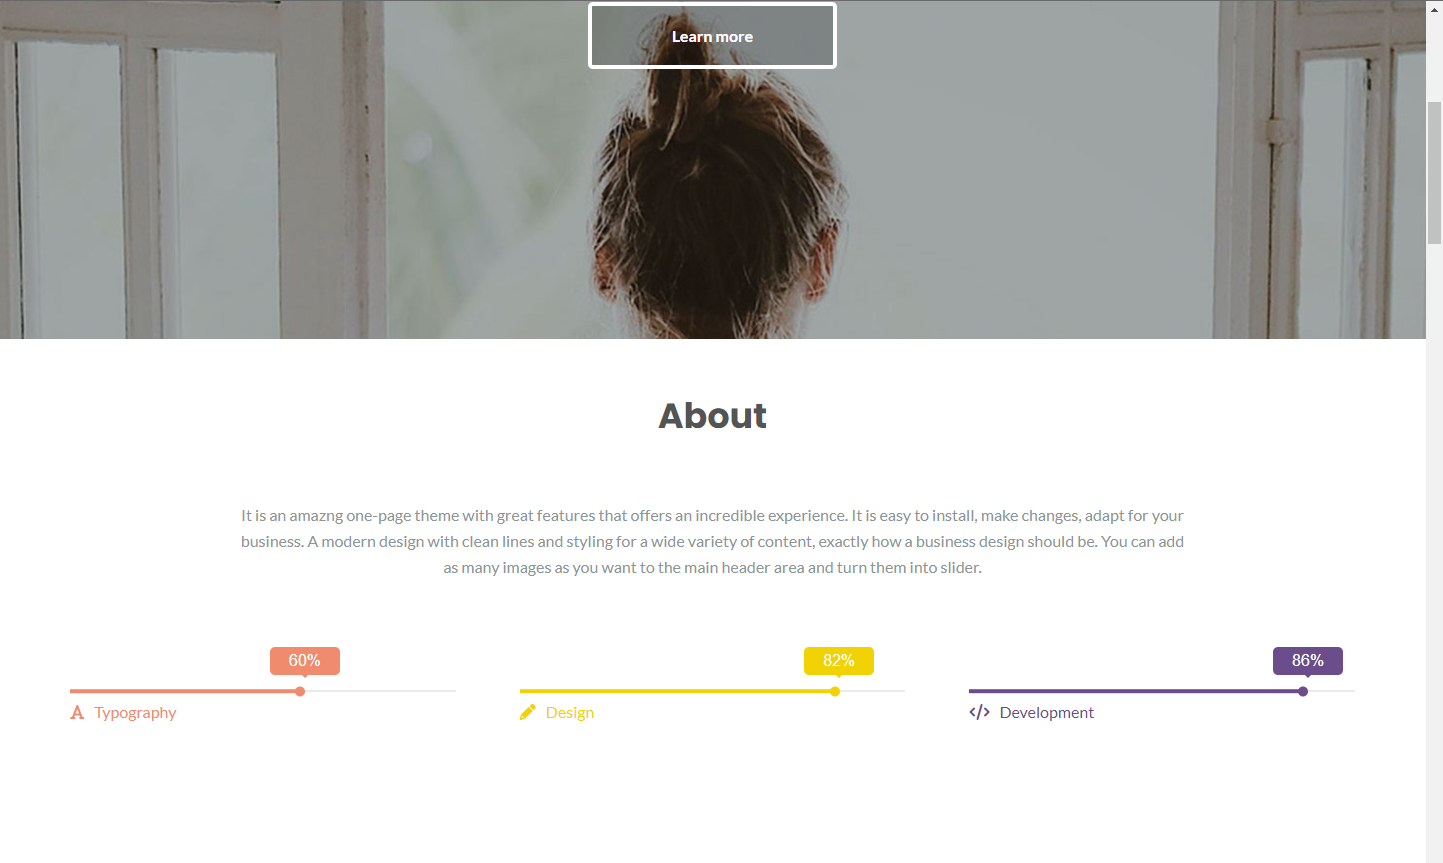 Learn more
About
It is an amazng one-page theme with great features that offers an incredible experience. It is easy to install, make changes, adapt for your
business. A modern design with clean lines and styling for a wide variety of content, exactly how a business design should be. You can add
as many images as you want to the main header area and turn them into slider.
60%
82%
86%
Typography
Design
Development